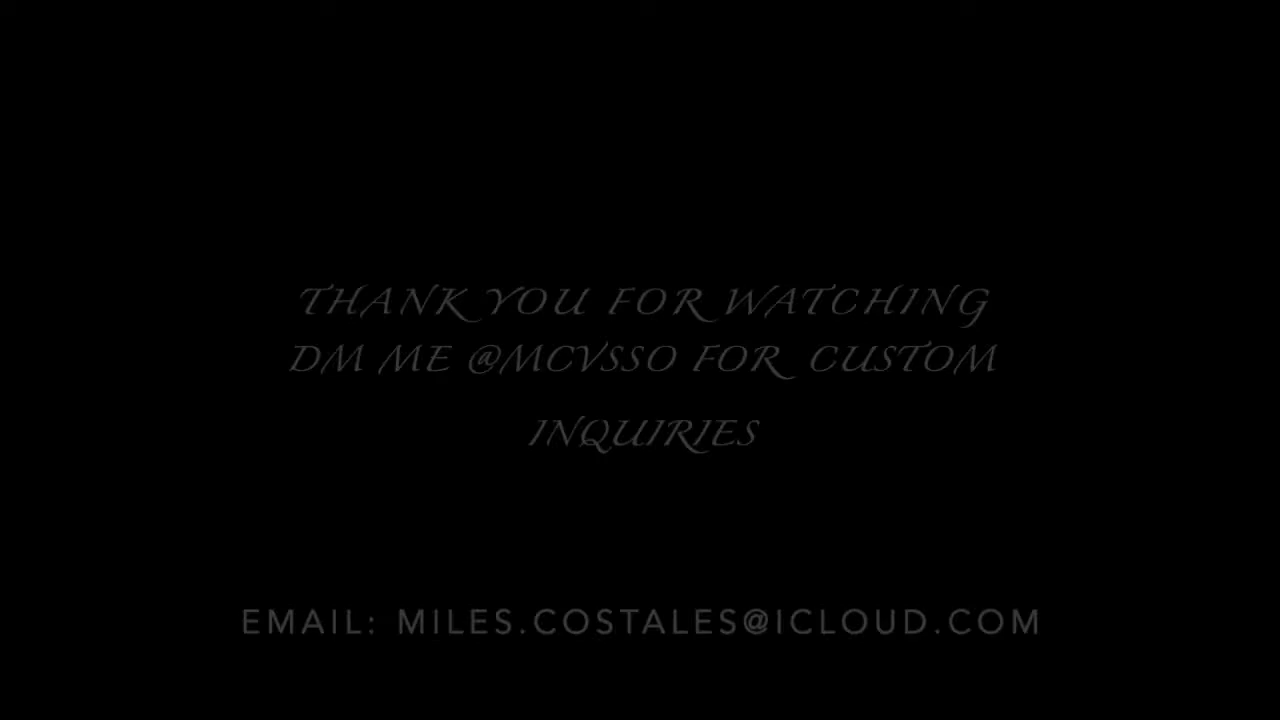 THANK YOU FOR WATCHING
DM ME @MCVSSO FOR CUSTOM
INQUIRIES
EMAIL: MILES.COSTALES@ICLOUD.COM